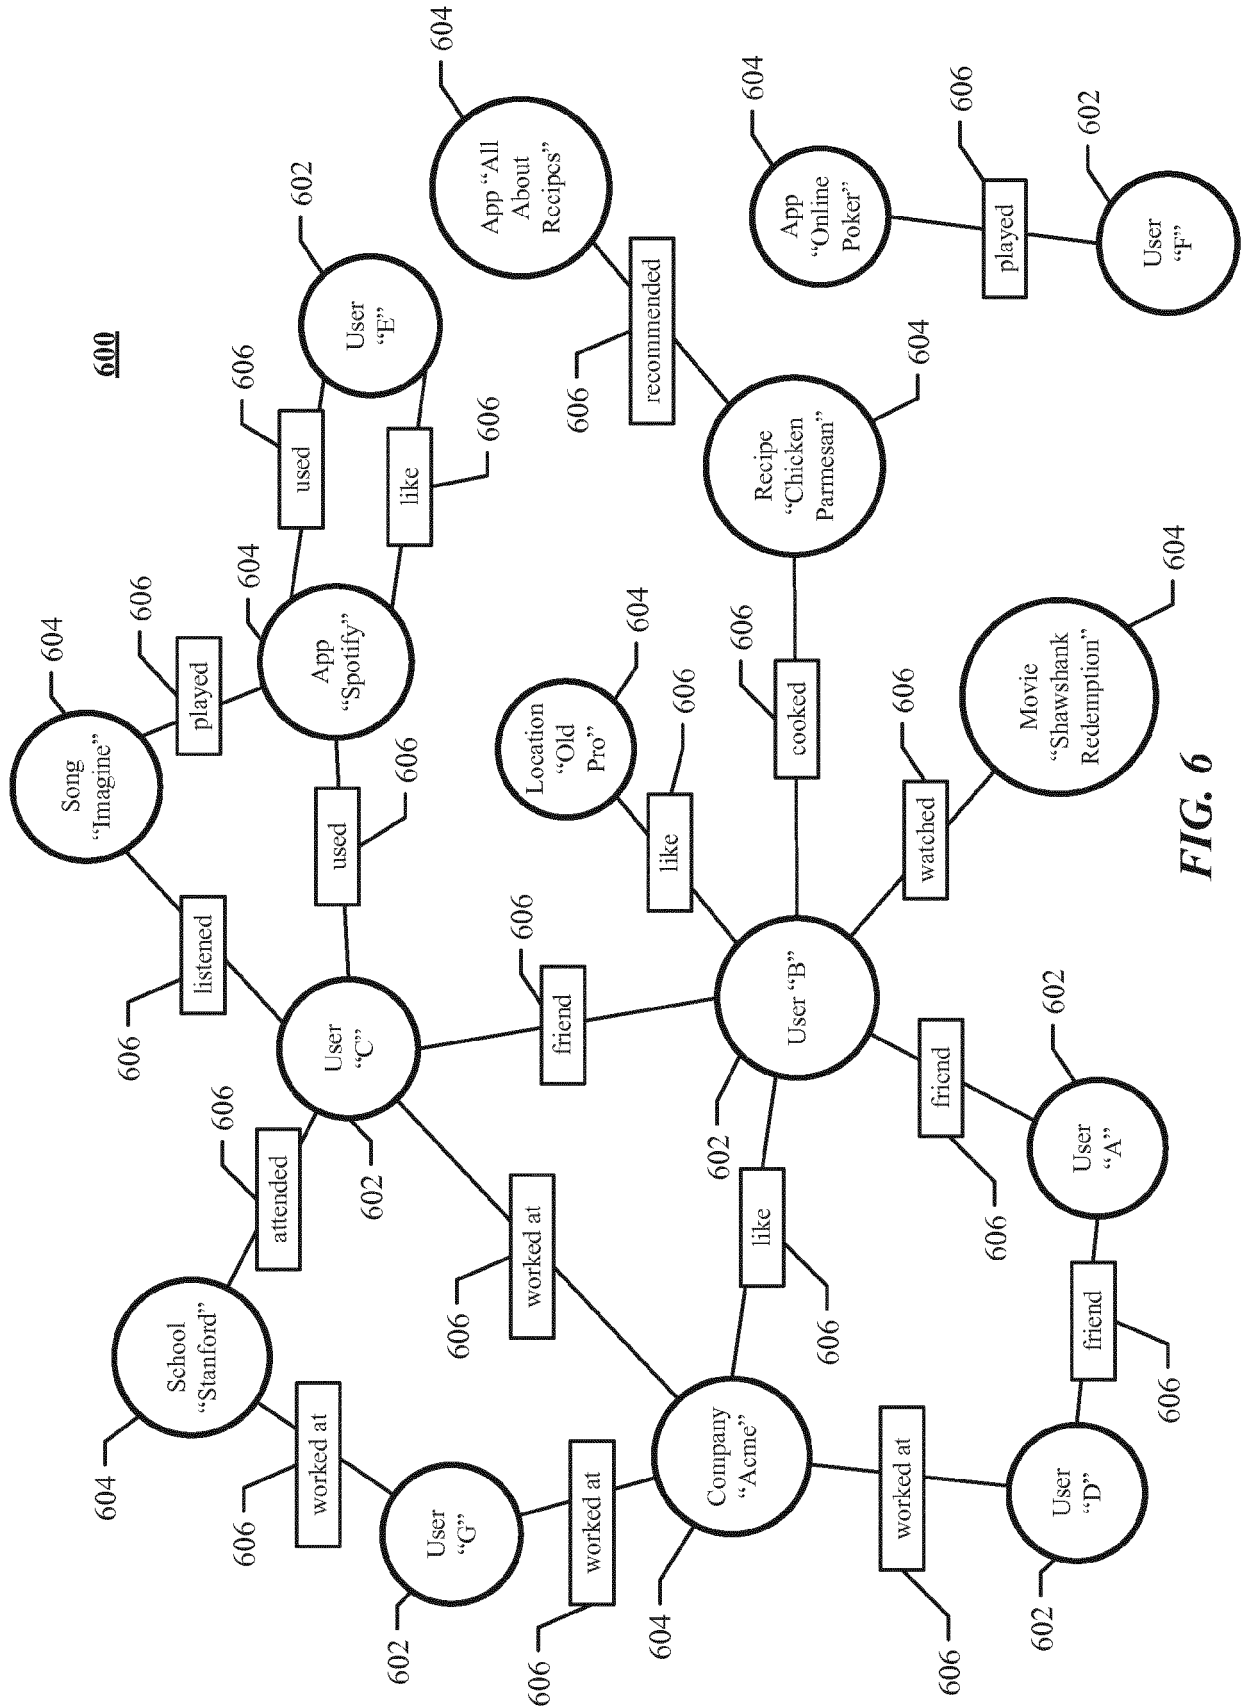 600
604
Song
“Imagine”
606
played
606
listened
604
School
“Stanford”
606
attended
606
used
602
User
“E”
604
App
“Spotify”
606
like
606
used
User
“C”
602
606
worked at
602
User
“G”
604
App “All
About
Recipes”
606
recommended
606
friend
606
worked at
606
worked at
Location
“Old
Pro”
604
606
like
604
Company
“Acme”
606
like
602
User “B”
606
cooked
Recipe
“Chicken
Parmesan”
604
604
App
“Online
Poker”
606
played
602
User
“F”
606
worked at
606
friend
606
watched
Movie
“Shawshank
Redemption”
604
602
User
“D”
606
friend
602
User
“A”
FIG. 6